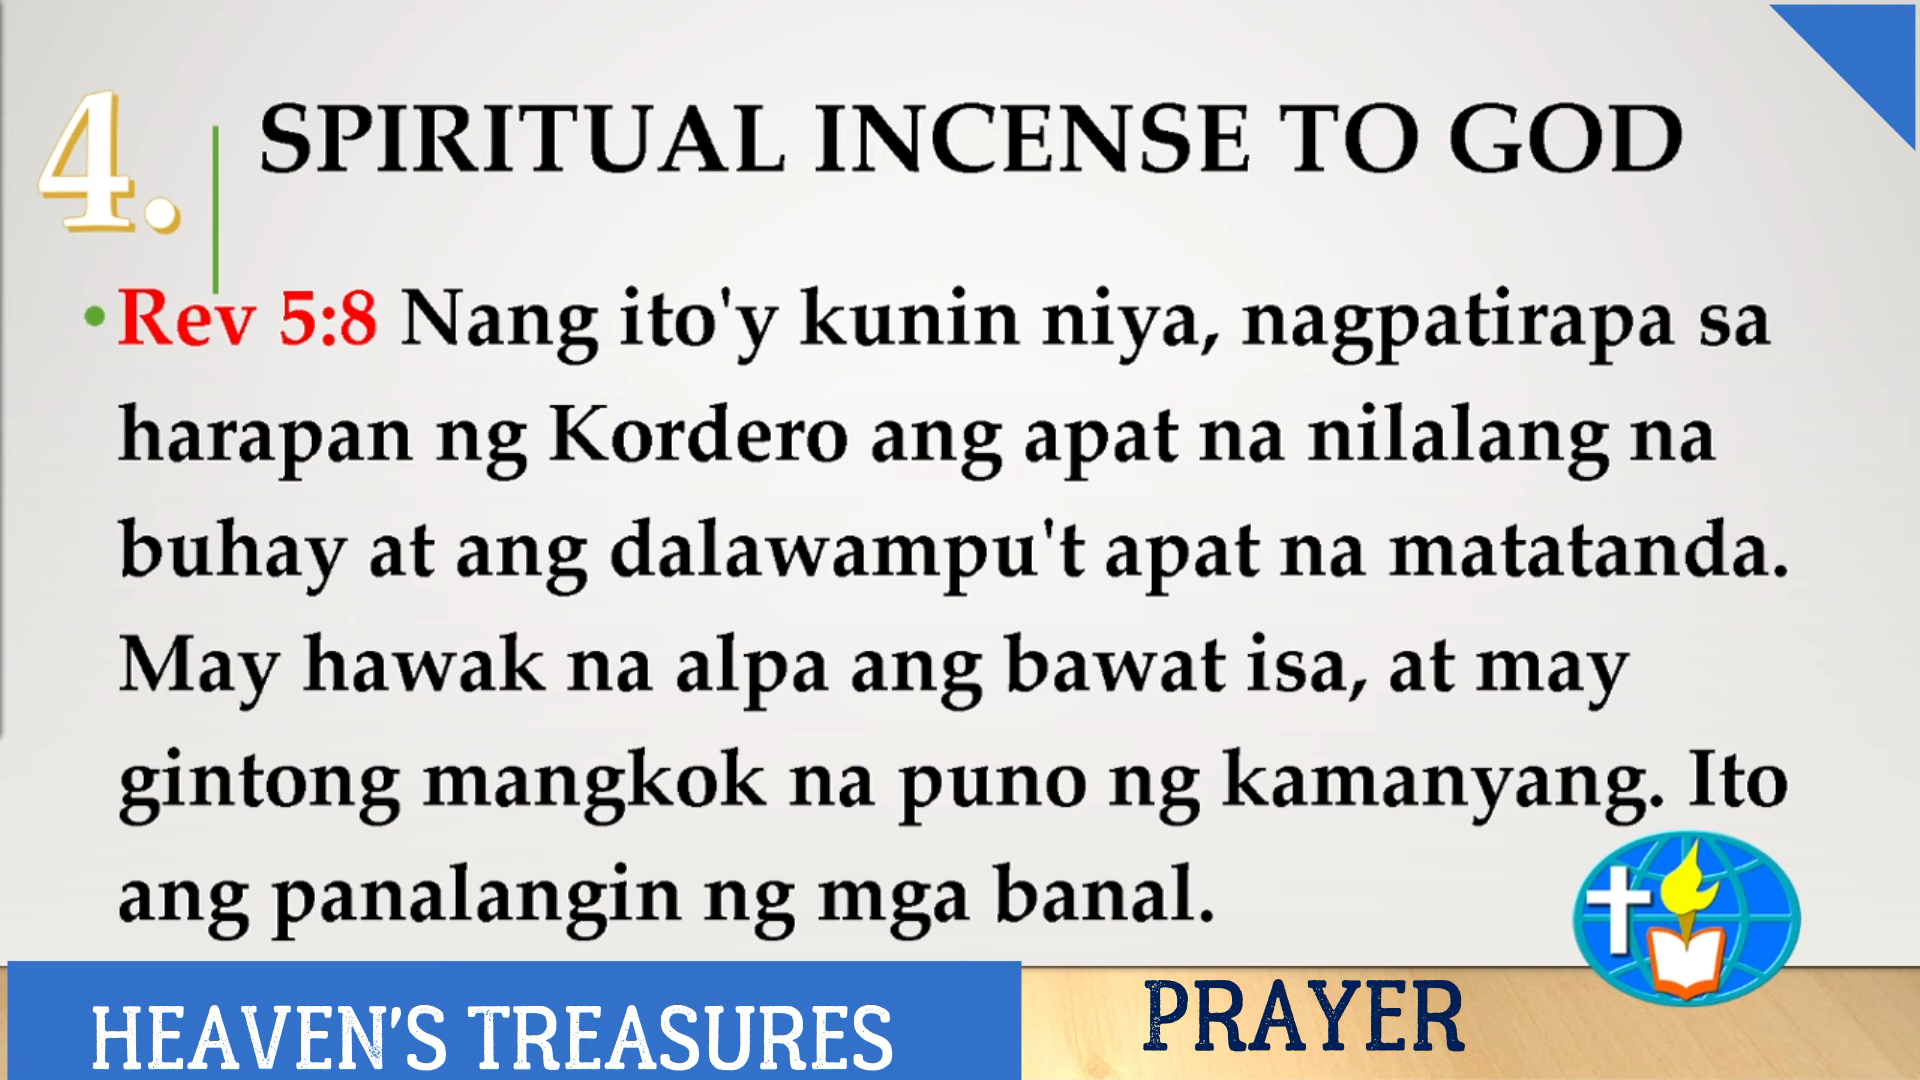 4. SPIRITUAL INCENSE TO GOD
• Rev 5:8 Nang ito'y kunin niya, nagpatirapa sa
harapan ng Kordero ang apat na nilalang na
buhay at ang dalawampu't apat na matatanda.
May hawak na alpa ang bawat isa, at may
gintong mangkok na puno ng kamanyang. Ito
ang panalangin ng mga banal.
HEAVEN'S TREASURES
PRAYER